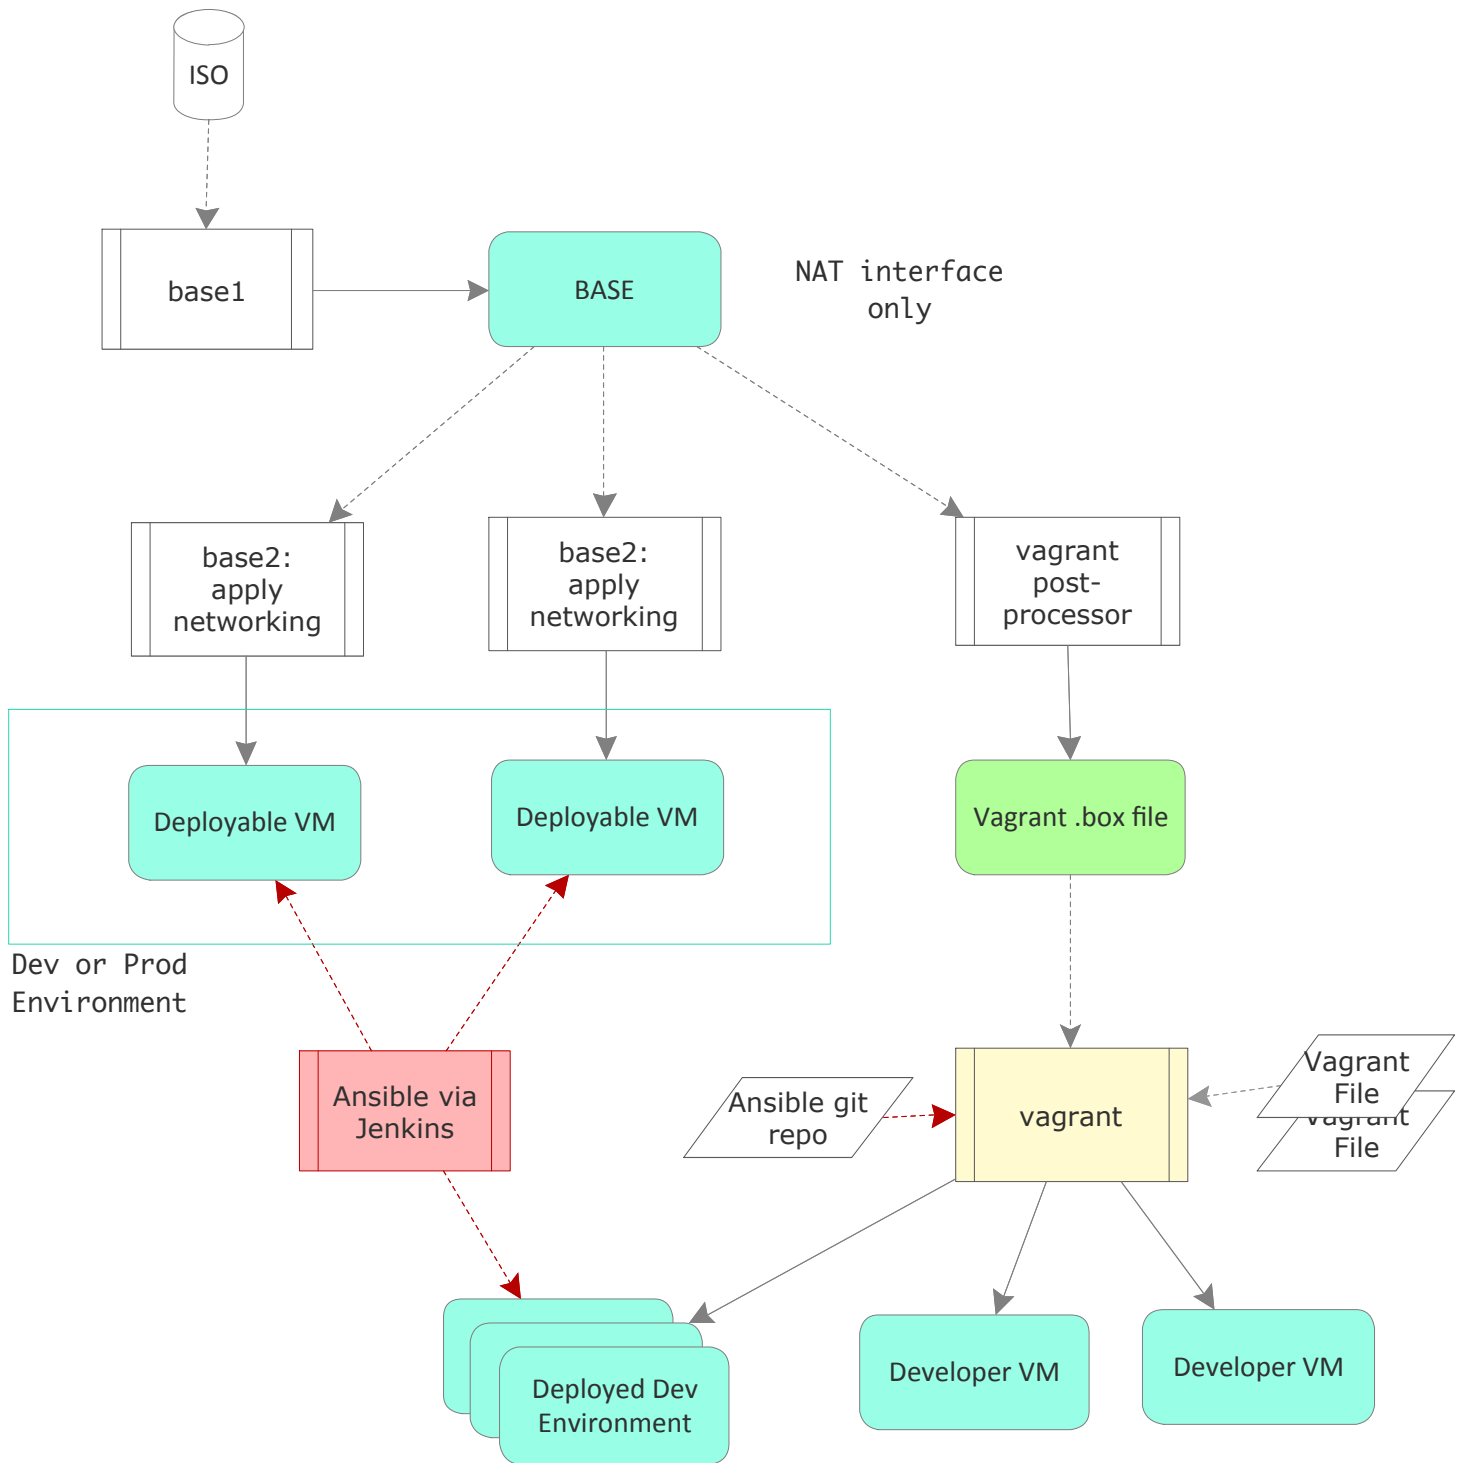 ISO
base1
BASE
NAT interface
only
base2:
apply
networking
base2:
apply
networking
vagrant
post-
processor
Deployable VM
Deployable VM
Vagrant .box file
Dev or Prod
Environment
Ansible via
Jenkins
Ansible git
repo
vagrant
Vagrant
File
Vagrant
File
Deployed Dev
Environment
Developer VM
Developer VM